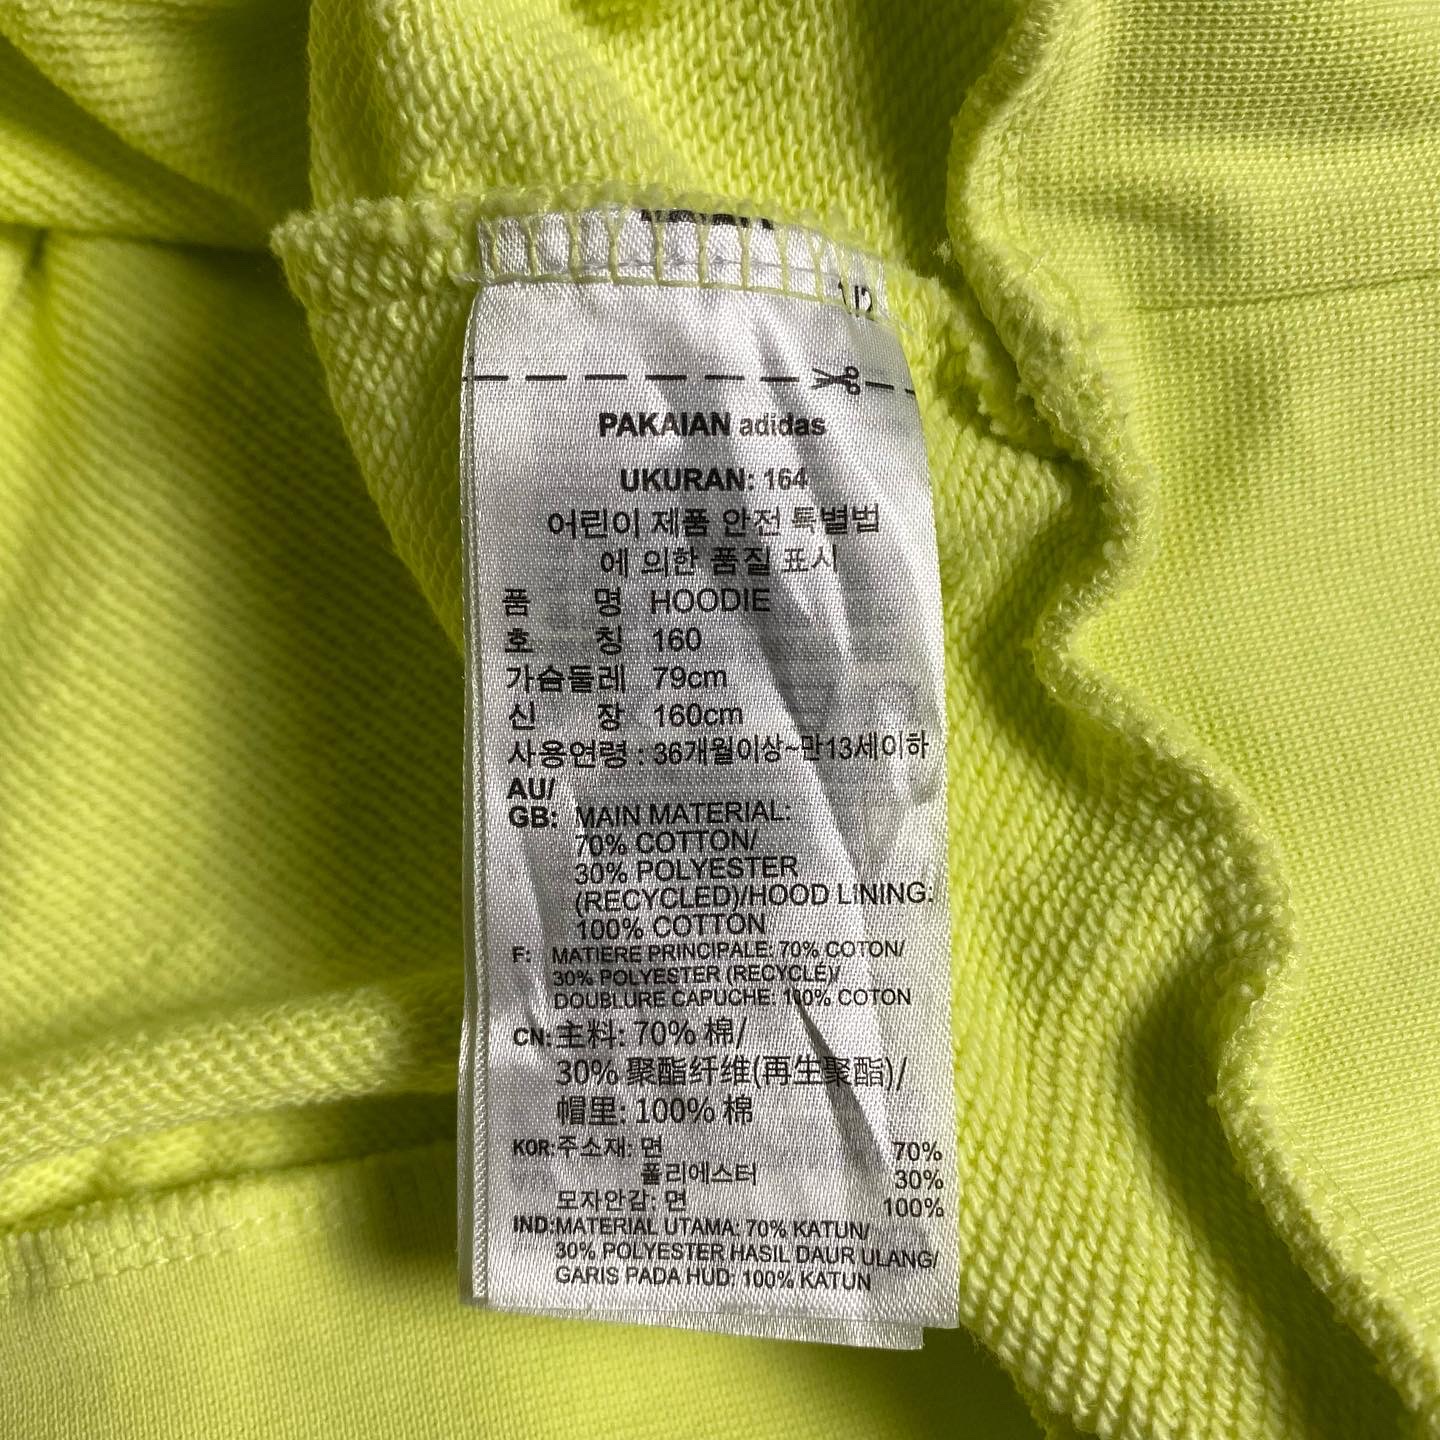 1/2
PAKAIAN adidas
UKURAN: 164
어린이 제품 안전 특별법
에 의한 품질 표시
품 명 HOODIE
호 칭 160
가슴둘레 79cm
신 장 160cm
사용연령 : 36개월이상~만13세이하
AU/
GB: MAIN MATERIAL:
70% COTTON/
30% POLYESTER
(RECYCLED)/HOOD LINING:
100% COTTON
F: MATIERE PRINCIPALE: 70% COTON/
30% POLYESTER (RECYCLÉ)/
DOUBLURE CAPUCHE: 100% COTON
CN: 主料: 70% 棉/
30% 聚酯纤维(再生聚酯)/
帽里: 100% 棉
KOR: 주소재: 면 70%
폴리에스터 30%
모자안감: 면 100%
IND: MATERIAL UTAMA: 70% KATUN/
30% POLYESTER HASIL DAUR ULANG/
GARIS PADA HUD: 100% KATUN